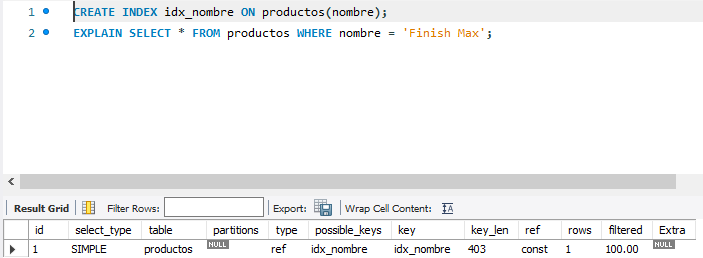 1 CREATE INDEX idx_nombre ON productos(nombre);
2 EXPLAIN SELECT * FROM productos WHERE nombre = 'Finish Max';
Result Grid Filter Rows: Export: Wrap Cell Content: IA
id select_type table partitions type possible_keys key key_len ref rows filtered Extra
1 SIMPLE productos NULL ref idx_nombre idx_nombre 403 const 1 100.00 NULL